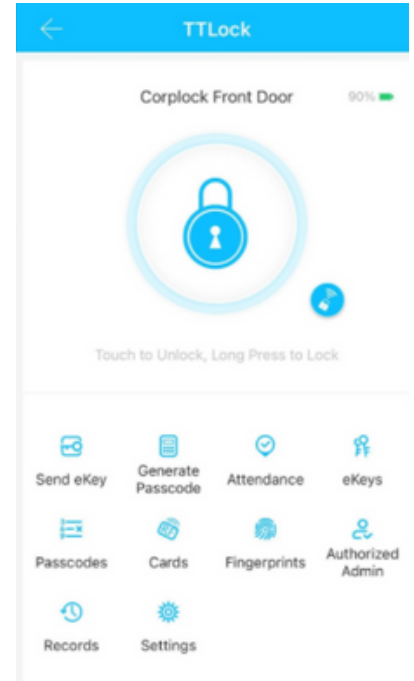 TTLock
Corplock Front Door
90%
Touch to Unlock, Long Press to Lock
Send eKey
Generate
Passcode
Attendance
eKeys
Passcodes
Cards
Fingerprints
Authorized
Admin
Records
Settings